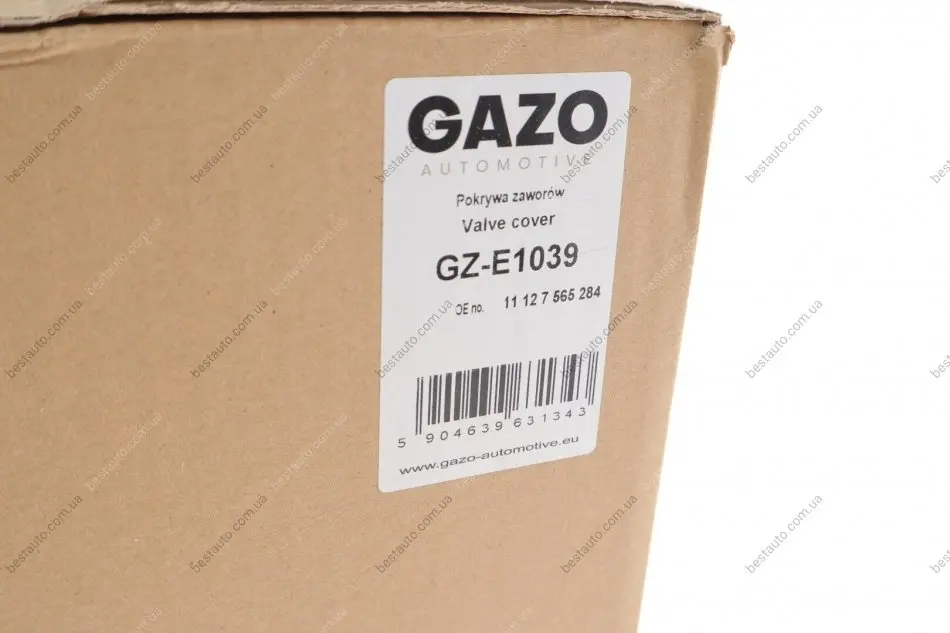 GAZO
AUTOMOTIVE
Pokrywa zaworów
Valve cover
GZ-E1039
OE no. 11 12 7 565 284
5 904639 631343
www.gazo-automotive.eu
bestauto.com.ua